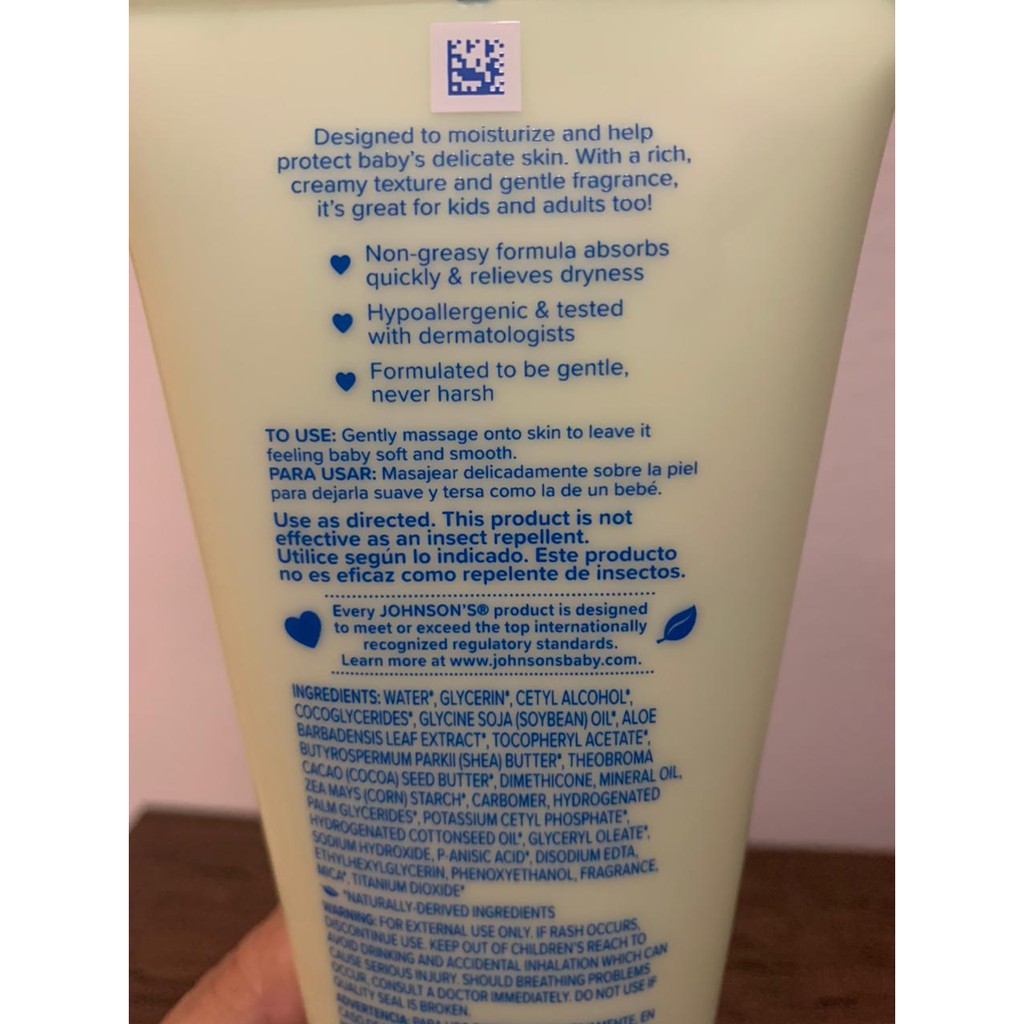 Designed to moisturize and help
protect baby's delicate skin. With a rich,
creamy texture and gentle fragrance,
it's great for kids and adults too!
Non-greasy formula absorbs
quickly & relieves dryness
Hypoallergenic & tested
with dermatologists
Formulated to be gentle,
never harsh
TO USE: Gently massage onto skin to leave it
feeling baby soft and smooth.
PARA USAR: Masajear delicadamente sobre la piel
para dejarla suave y tersa como la de un bebé.
Use as directed. This product is not
effective as an insect repellent.
Utilice según lo indicado. Este producto
no es eficaz como repelente de insectos.
Every JOHNSON'S® product is designed
to meet or exceed the top internationally
recognized regulatory standards.
Learn more at www.johnsonsbaby.com.
INGREDIENTS: WATER*, GLYCERIN*, CETYL ALCOHOL*,
COCOGLYCERIDES*, GLYCINE SOJA (SOYBEAN) OIL*, ALOE
BARBADENSIS LEAF EXTRACT*, TOCOPHERYL ACETATE*,
BUTYROSPERMUM PARKII (SHEA) BUTTER*, THEOBROMA
CACAO (COCOA) SEED BUTTER*, DIMETHICONE, MINERAL OIL,
ZEA MAYS (CORN) STARCH*, CARBOMER, HYDROGENATED
PALM GLYCERIDES*, POTASSIUM CETYL PHOSPHATE*,
HYDROGENATED COTTONSEED OIL*, GLYCERYL OLEATE*,
SODIUM HYDROXIDE, P-ANISIC ACID*, DISODIUM EDTA,
ETHYLHEXYLGLYCERIN, PHENOXYETHANOL, FRAGRANCE,
MICA*, TITANIUM DIOXIDE*
*NATURALLY-DERIVED INGREDIENTS
WARNING: FOR EXTERNAL USE ONLY. IF RASH OCCURS,
DISCONTINUE USE. KEEP OUT OF CHILDREN'S REACH TO
AVOID DRINKING AND ACCIDENTAL INHALATION WHICH CAN
CAUSE SERIOUS INJURY. SHOULD BREATHING PROBLEMS
OCCUR, CONSULT A DOCTOR IMMEDIATELY. DO NOT USE IF
QUALITY SEAL IS BROKEN.
ADVERTENCIA: PARA